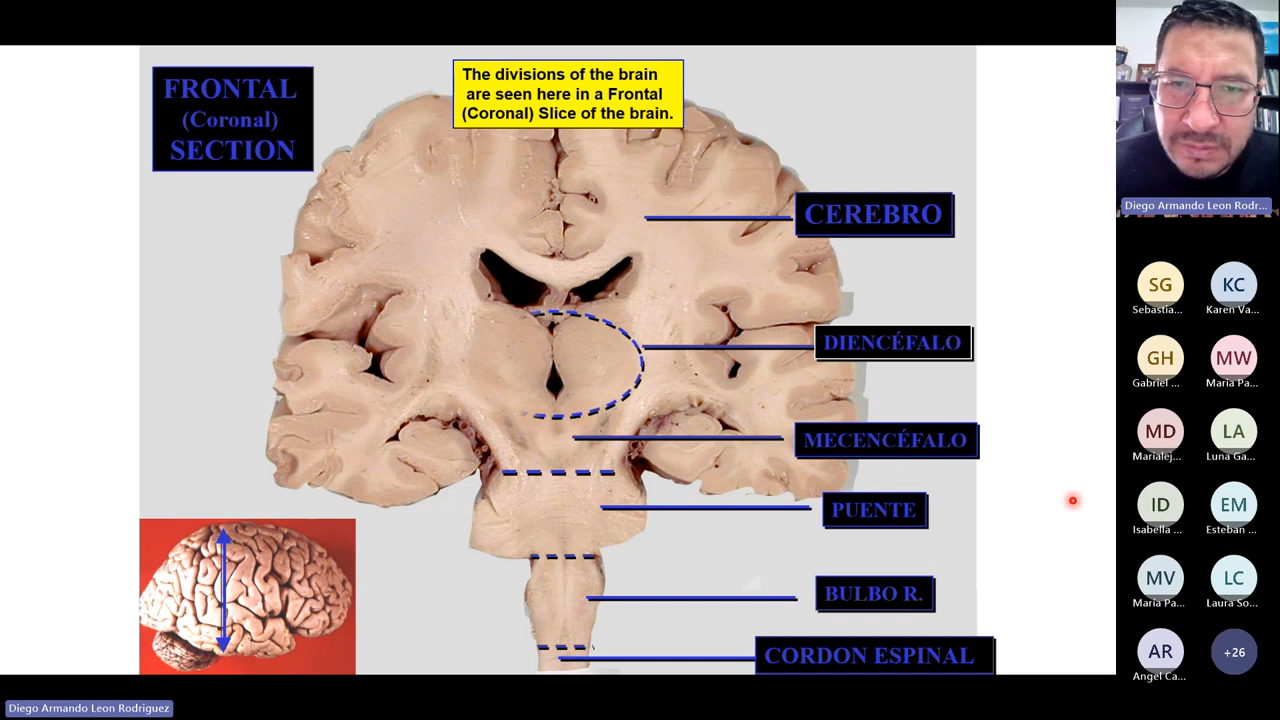 FRONTAL
(Coronal)
SECTION
The divisions of the brain
are seen here in a Frontal
(Coronal) Slice of the brain.
CEREBRO
DIENCÉFALO
MECENCÉFALO
PUENTE
BULBO R.
CORDON ESPINAL
Diego Armando Leon Rodr...
SG
KC
Sebastia...
Karen Va...
GH
MW
Gabriel ...
Maria Pa...
MD
LA
Marialej...
Luna Ga...
ID
EM
Isabella ...
Esteban ...
MV
LC
Maria Pa...
Laura So...
AR
+26
Angel Ca...
Diego Armando Leon Rodriguez